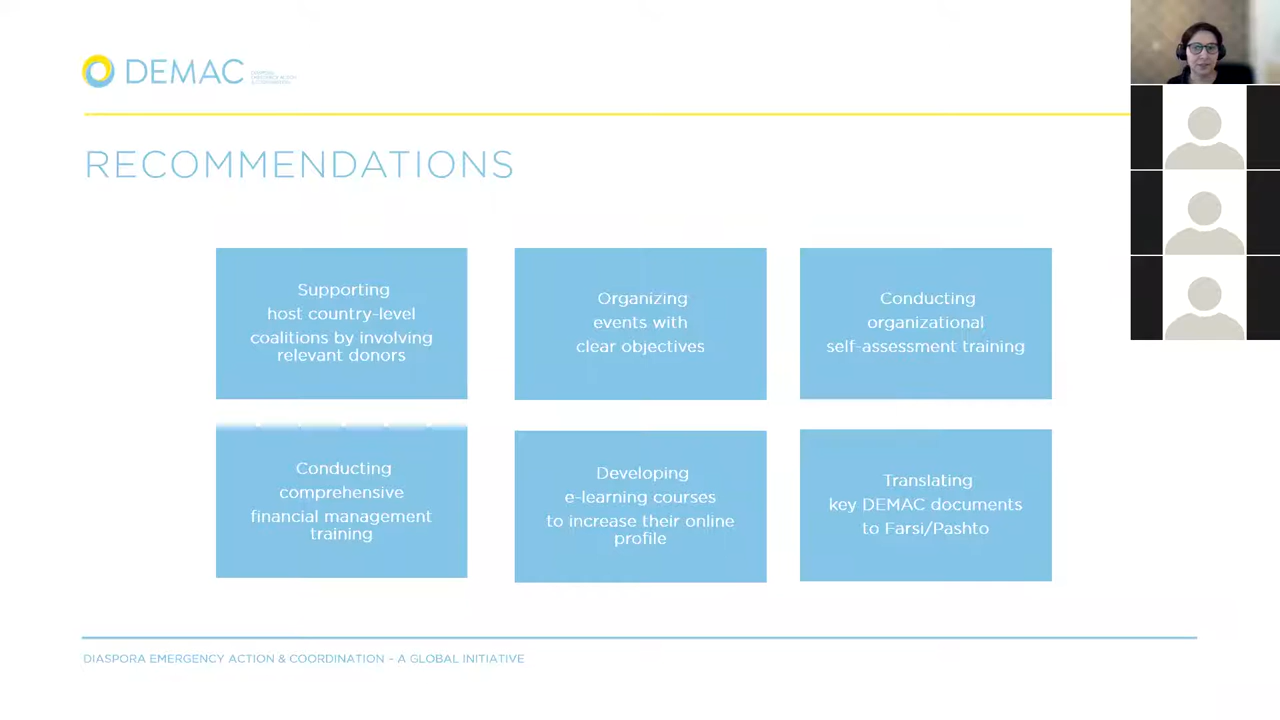 DEMAC
RECOMMENDATIONS
Supporting
host country-level
coalitions by involving
relevant donors
Organizing
events with
clear objectives
Conducting
organizational
self-assessment training
Conducting
comprehensive
financial management
training
Developing
e-learning courses
to increase their online
profile
Translating
key DEMAC documents
to Farsi/Pashto
DIASPORA EMERGENCY ACTION & COORDINATION – A GLOBAL INITIATIVE